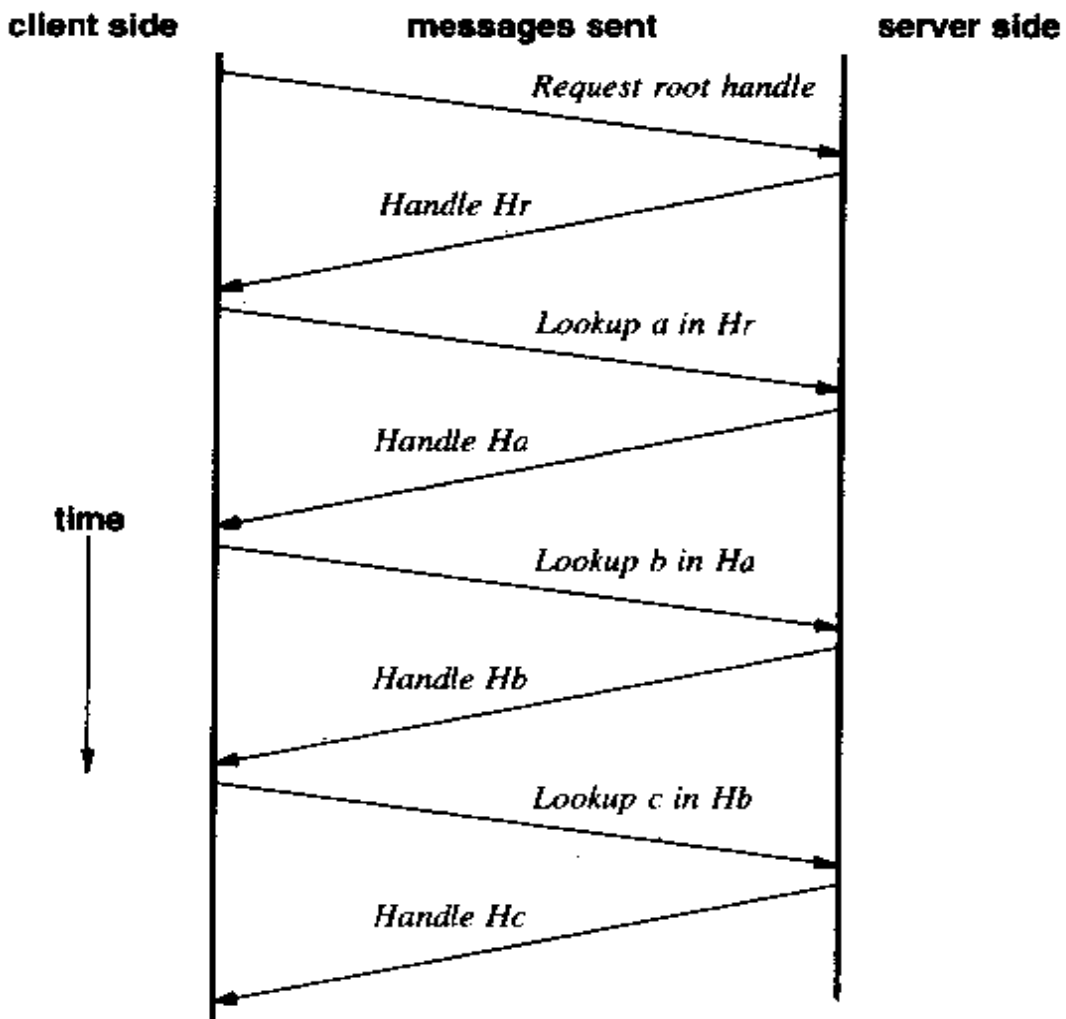 client side messages sent server side
Request root handle
Handle Hr
Lookup a in Hr
Handle Ha
time
Lookup b in Ha
Handle Hb
Lookup c in Hb
Handle Hc